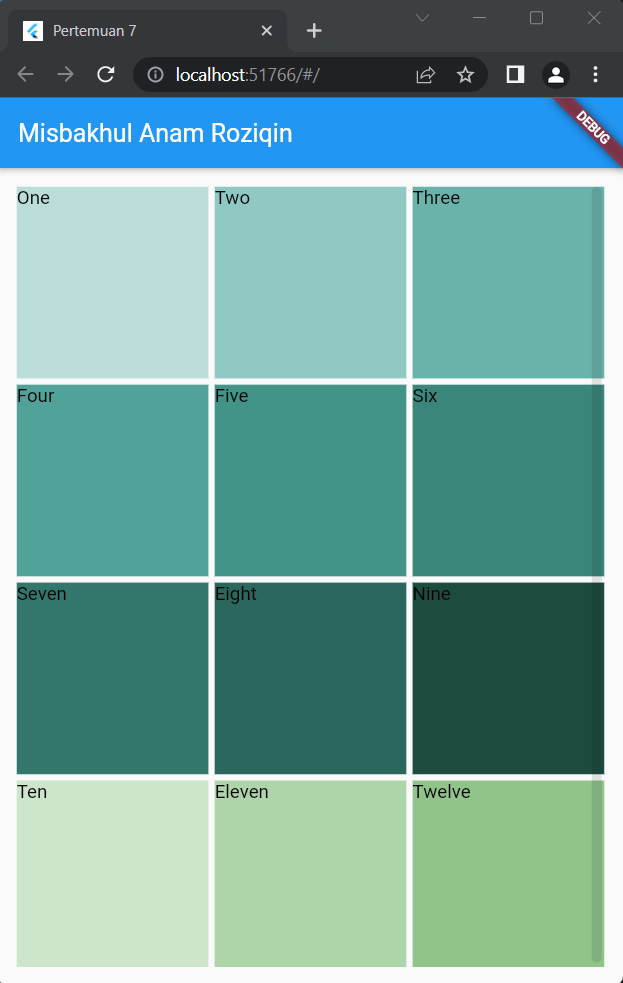 Pertemuan 7
localhost:51766/#/
Misbakhul Anam Roziqin
DEBUG
One
Two
Three
Four
Five
Six
Seven
Eight
Nine
Ten
Eleven
Twelve